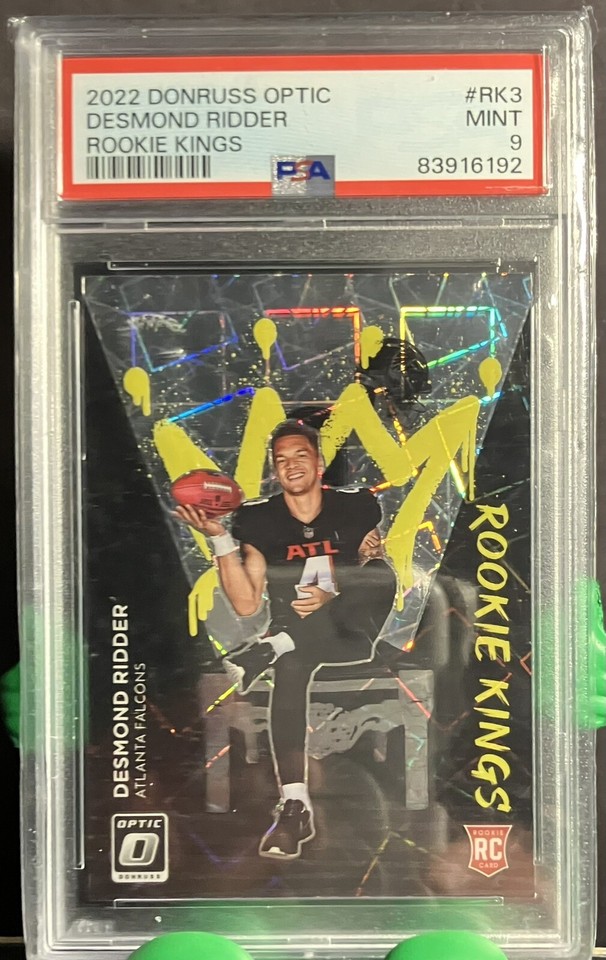 2022 DONRUSS OPTIC #RK3
DESMOND RIDDER MINT
ROOKIE KINGS 9
PSA 83916192
ATL
4
ROOKIE KINGS
DESMOND RIDDER
ATLANTA FALCONS
OPTIC
DONRUSS
ROOKIE
RC
CARD